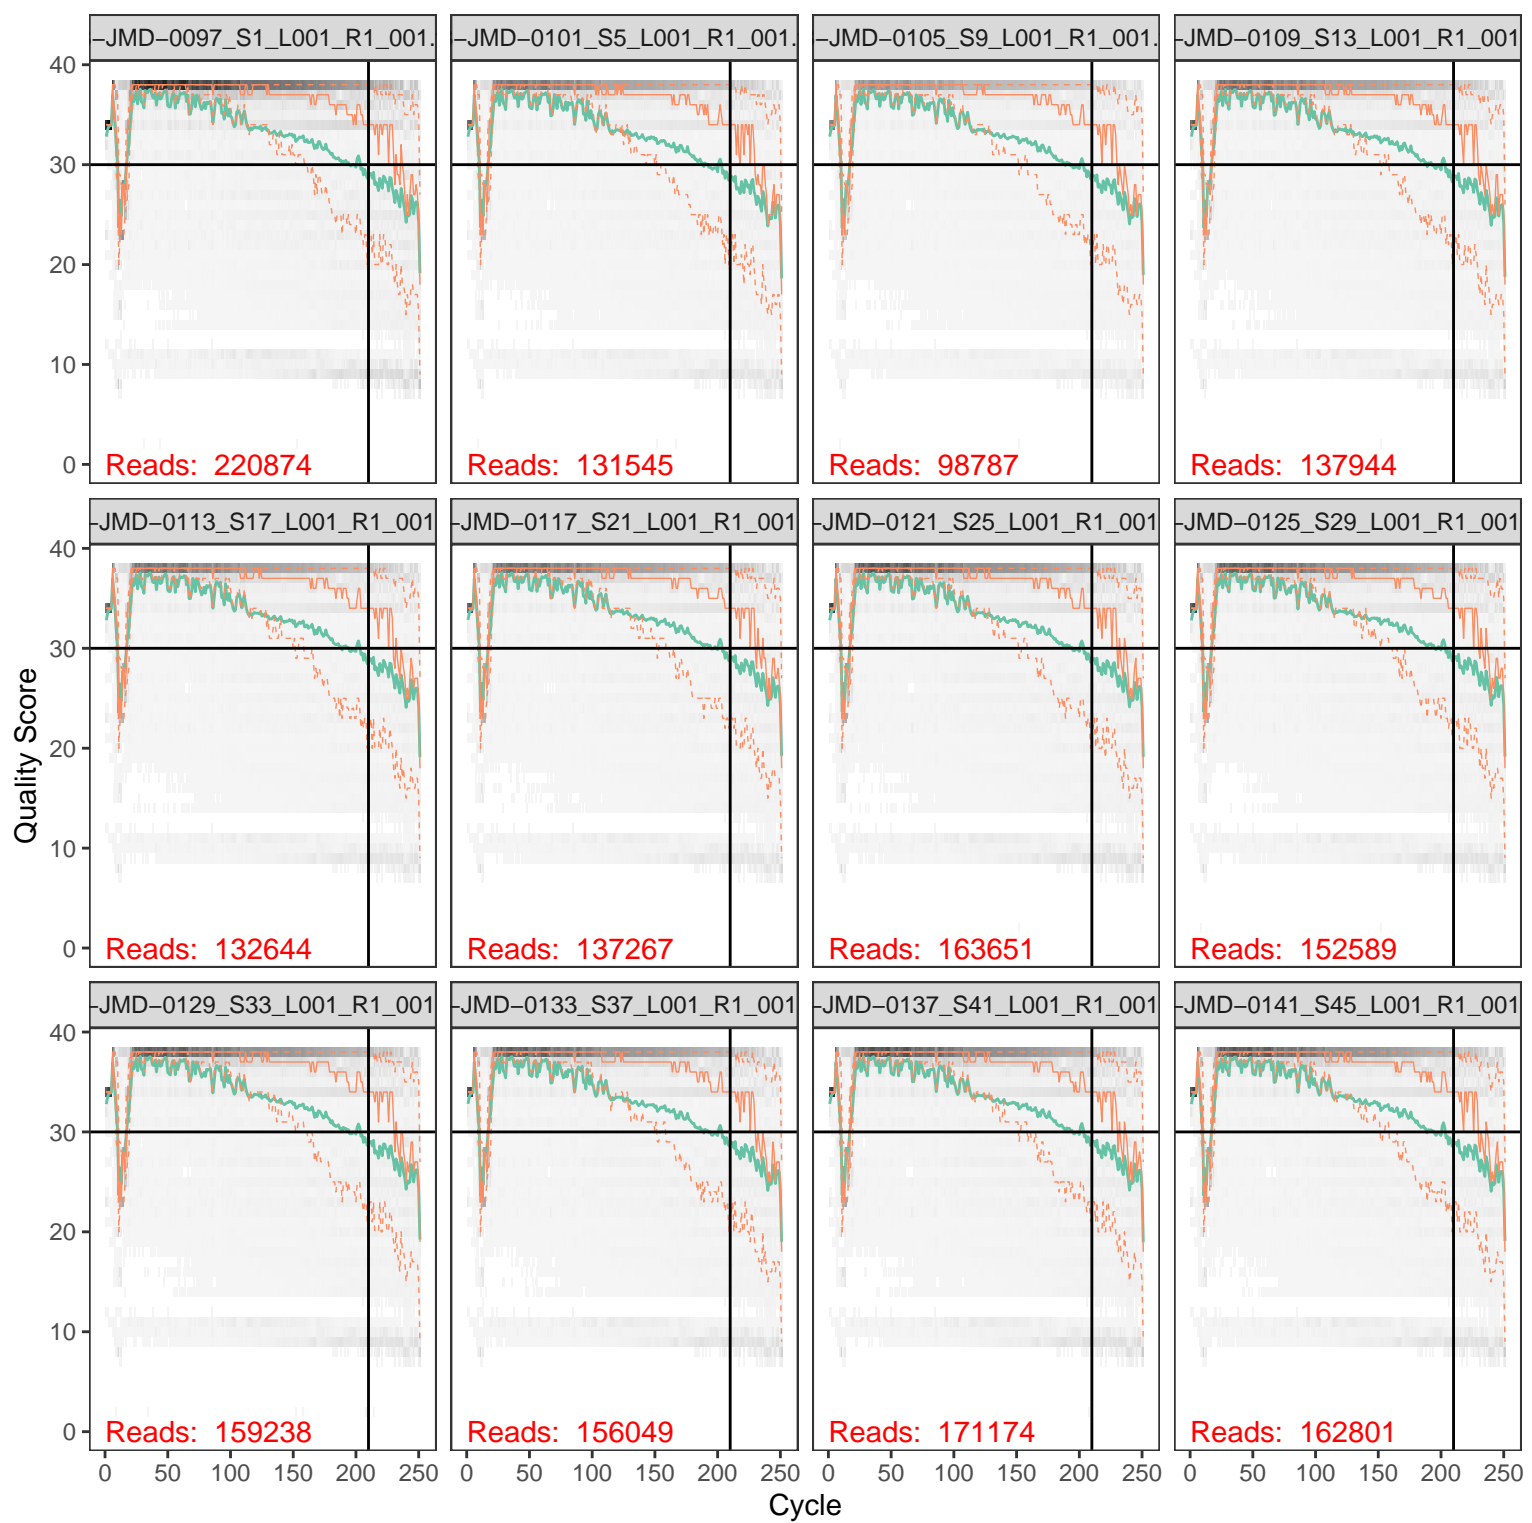 -JMD-0097_S1_L001_R1_001.
-JMD-0101_S5_L001_R1_001.
-JMD-0105_S9_L001_R1_001.
-JMD-0109_S13_L001_R1_001
40
30
20
10
0
Reads: 220874
Reads: 131545
Reads: 98787
Reads: 137944
-JMD-0113_S17_L001_R1_001
-JMD-0117_S21_L001_R1_001
-JMD-0121_S25_L001_R1_001
-JMD-0125_S29_L001_R1_001
40
30
20
10
0
Quality Score
Reads: 132644
Reads: 137267
Reads: 163651
Reads: 152589
-JMD-0129_S33_L001_R1_001
-JMD-0133_S37_L001_R1_001
-JMD-0137_S41_L001_R1_001
-JMD-0141_S45_L001_R1_001
40
30
20
10
0
Reads: 159238
Reads: 156049
Reads: 171174
Reads: 162801
0 50 100 150 200 250
0 50 100 150 200 250
0 50 100 150 200 250
0 50 100 150 200 250
Cycle